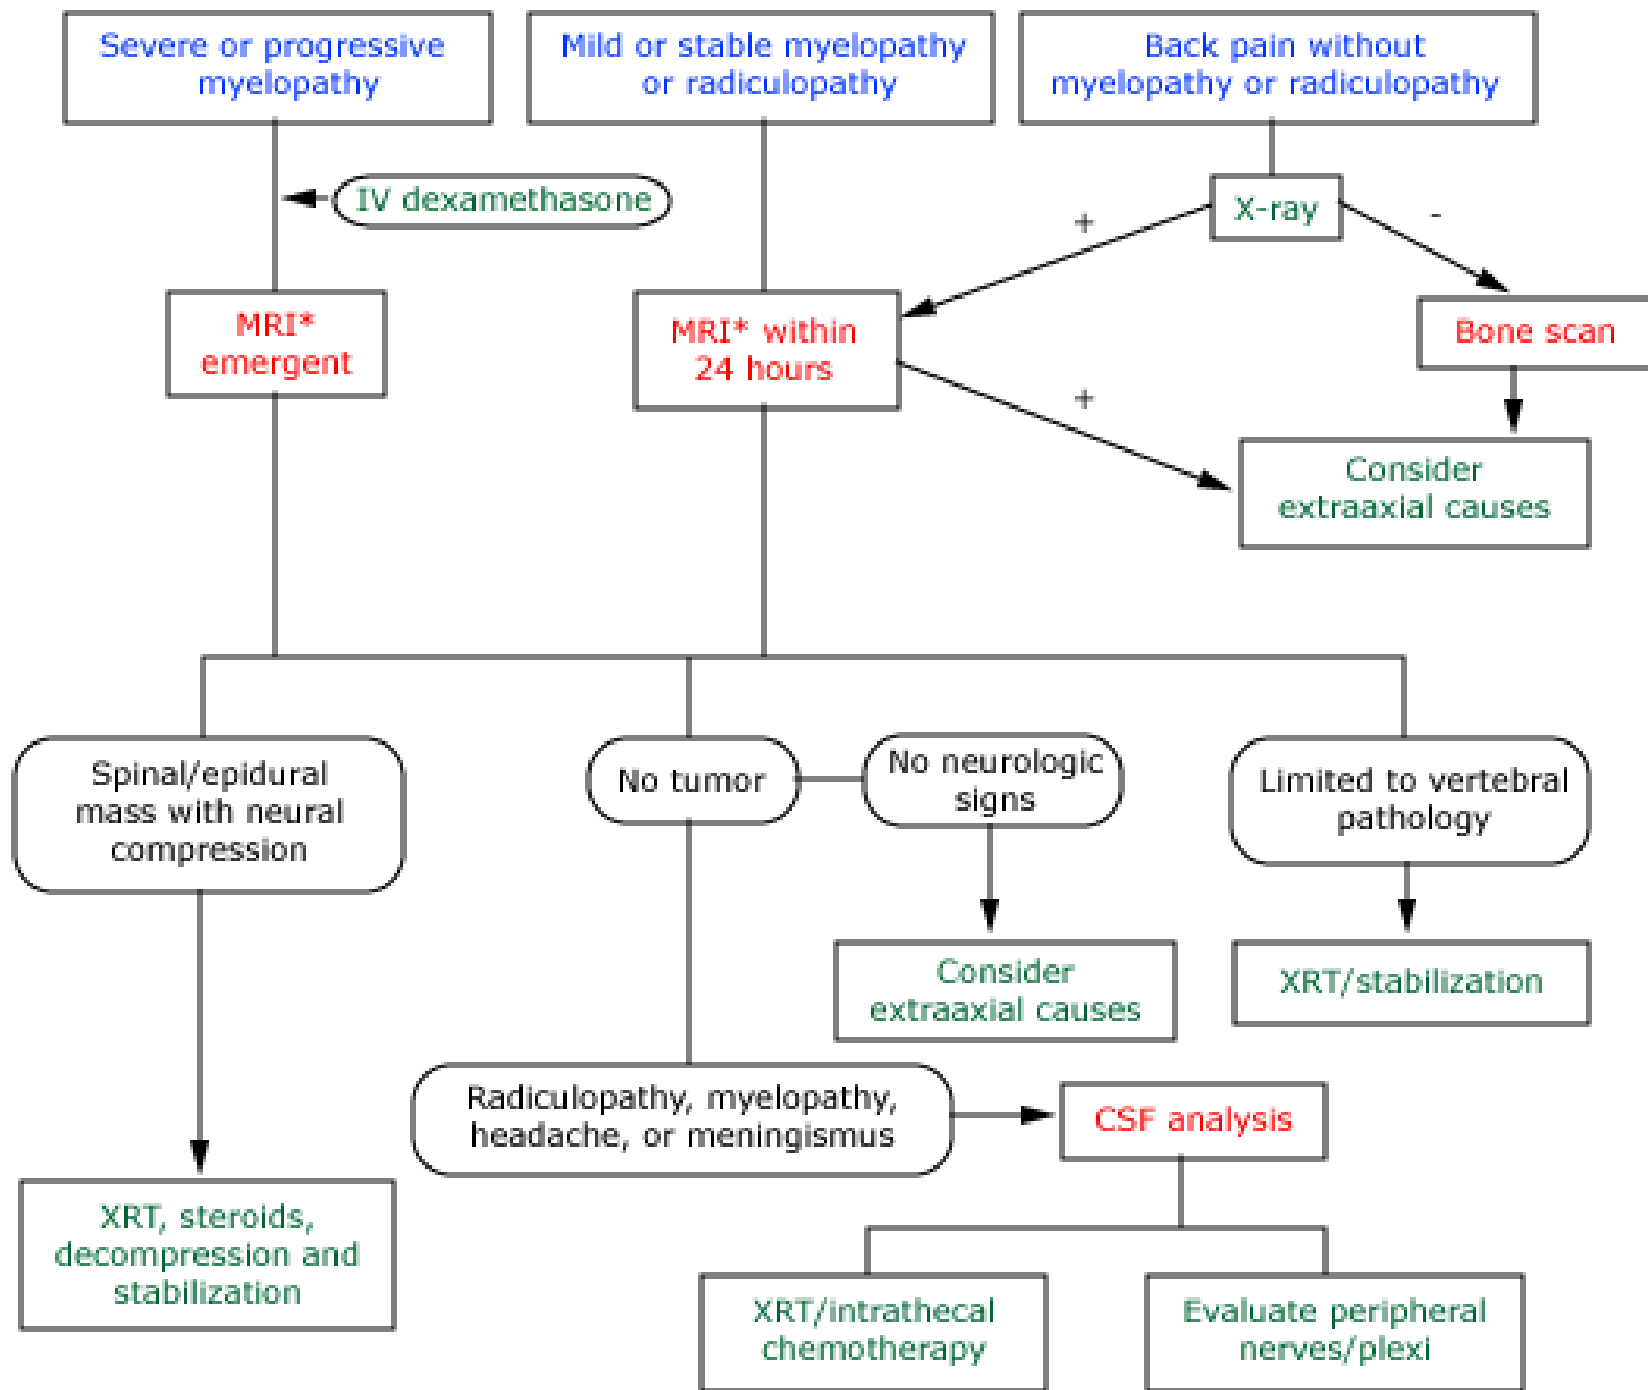 Severe or progressive
myelopathy
Mild or stable myelopathy
or radiculopathy
Back pain without
myelopathy or radiculopathy
IV dexamethasone
X-ray
+
-
MRI*
emergent
MRI* within
24 hours
Bone scan
+
Consider
extraaxial causes
Spinal/epidural
mass with neural
compression
No tumor
No neurologic
signs
Limited to vertebral
pathology
Consider
extraaxial causes
XRT/stabilization
Radiculopathy, myelopathy,
headache, or meningismus
CSF analysis
XRT, steroids,
decompression and
stabilization
XRT/intrathecal
chemotherapy
Evaluate peripheral
nerves/plexi